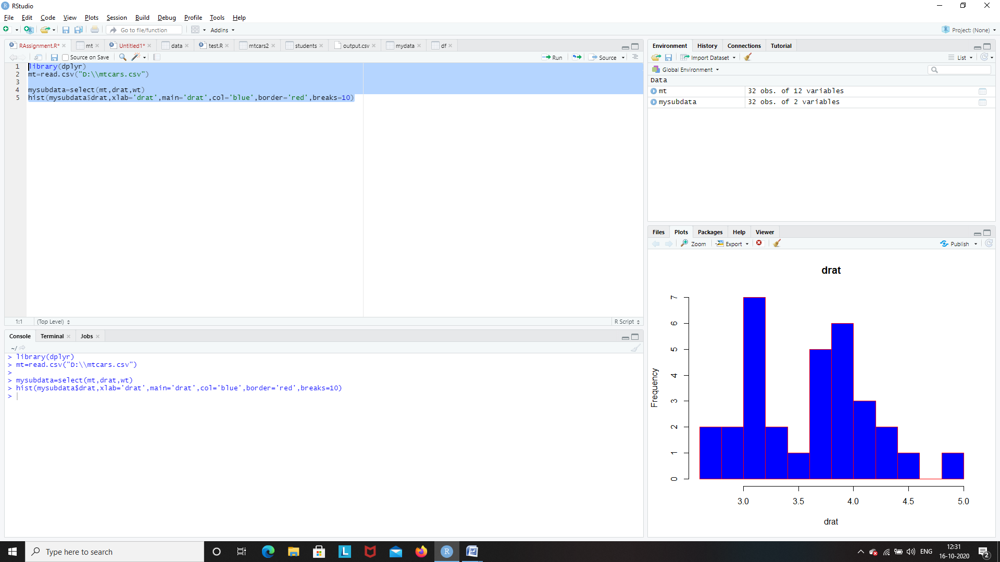 RStudio
File Edit Code View Plots Session Build Debug Profile Tools Help
Go to file/function Addins Project: (None)
RAssignment.R* mt Untitled1* data test.R mtcars2 students output.csv mydata df
Source on Save Run Source
1 library(dplyr)
2 mt=read.csv("D:\\mtcars.csv")
3
4 mysubdata=select(mt,drat,wt)
5 hist(mysubdata$drat,xlab='drat',main='drat',col='blue',border='red',breaks=10)
1:1 (Top Level) R Script
Console Terminal Jobs
~/
> library(dplyr)
> mt=read.csv("D:\\mtcars.csv")
>
> mysubdata=select(mt,drat,wt)
> hist(mysubdata$drat,xlab='drat',main='drat',col='blue',border='red',breaks=10)
>
Environment History Connections Tutorial
Import Dataset List
Global Environment
Data
mt 32 obs. of 12 variables
mysubdata 32 obs. of 2 variables
Files Plots Packages Help Viewer
Zoom Export Publish
drat
Frequency
7
6
5
4
3
2
1
0
3.0 3.5 4.0 4.5 5.0
drat
Type here to search
L
R
W
ENG
12:31
16-10-2020
2